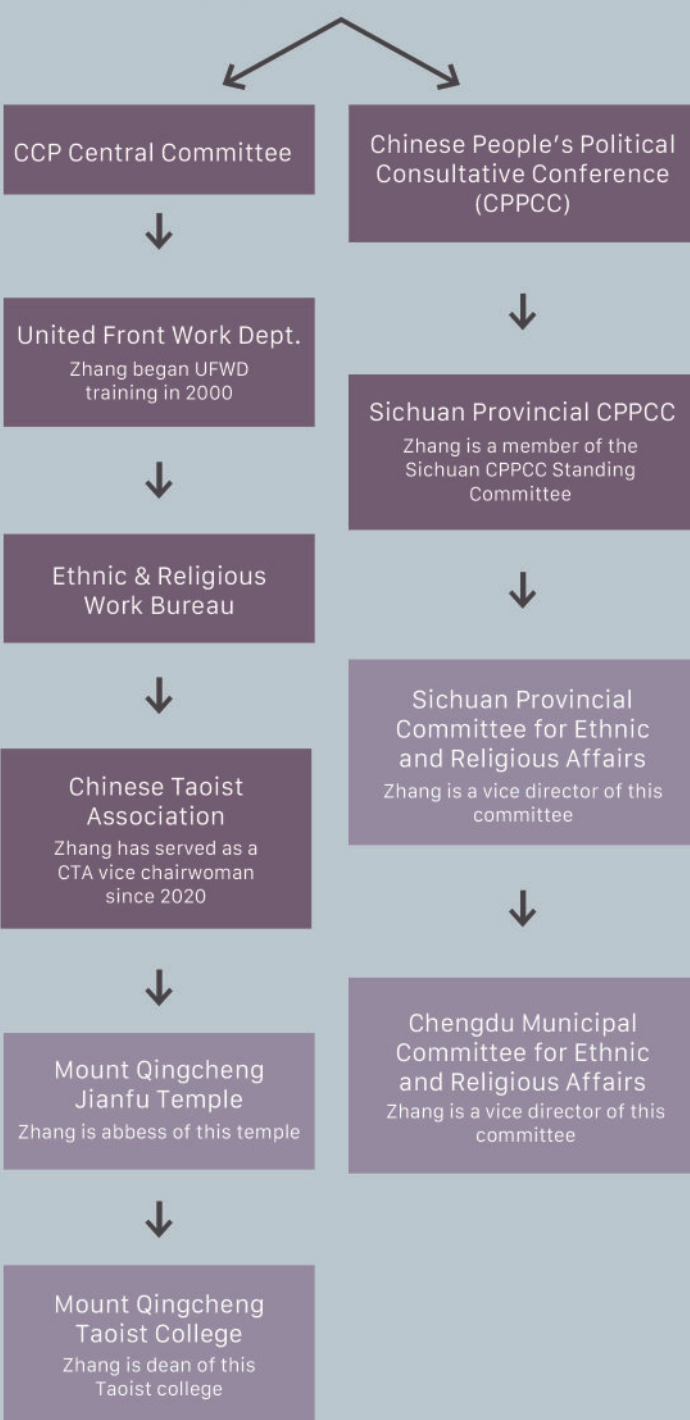 CCP Central Committee
United Front Work Dept.
Zhang began UFWD
training in 2000
Ethnic & Religious
Work Bureau
Chinese Taoist
Association
Zhang has served as a
CTA vice chairwoman
since 2020
Mount Qingcheng
Jianfu Temple
Zhang is abbess of this temple
Mount Qingcheng
Taoist College
Zhang is dean of this
Taoist college
Chinese People's Political
Consultative Conference
(CPPCC)
Sichuan Provincial CPPCC
Zhang is a member of the
Sichuan CPPCC Standing
Committee
Sichuan Provincial
Committee for Ethnic
and Religious Affairs
Zhang is a vice director of this
committee
Chengdu Municipal
Committee for Ethnic
and Religious Affairs
Zhang is a vice director of this
committee